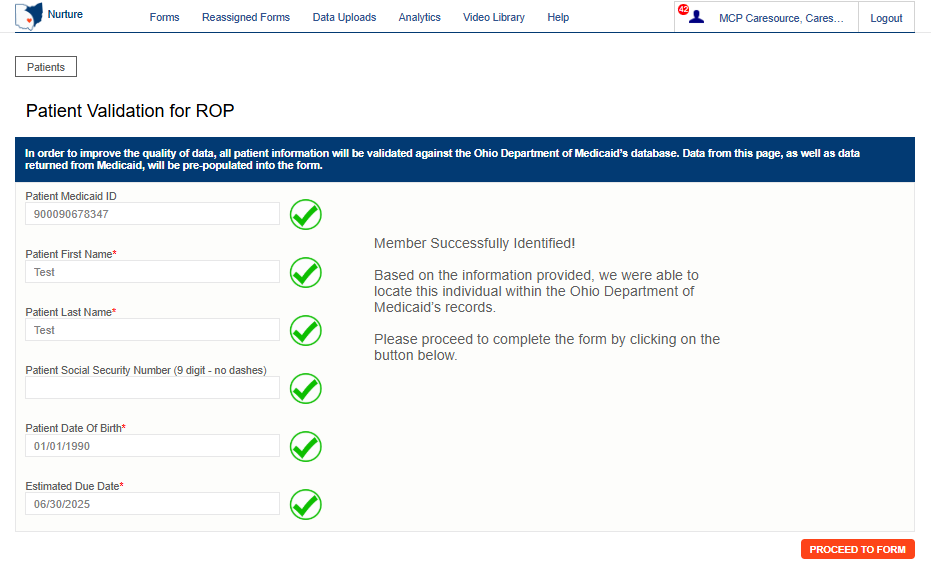 Nurture
Forms
Reassigned Forms
Data Uploads
Analytics
Video Library
Help
42
MCP Caresource, Cares...
Logout
Patients
Patient Validation for ROP
In order to improve the quality of data, all patient information will be validated against the Ohio Department of Medicaid's database. Data from this page, as well as data
returned from Medicaid, will be pre-populated into the form.
Patient Medicaid ID
900090678347
Patient First Name*
Test
Patient Last Name*
Test
Patient Social Security Number (9 digit - no dashes)
Patient Date Of Birth*
01/01/1990
Estimated Due Date*
06/30/2025
Member Successfully Identified!
Based on the information provided, we were able to
locate this individual within the Ohio Department of
Medicaid's records.
Please proceed to complete the form by clicking on the
button below.
PROCEED TO FORM